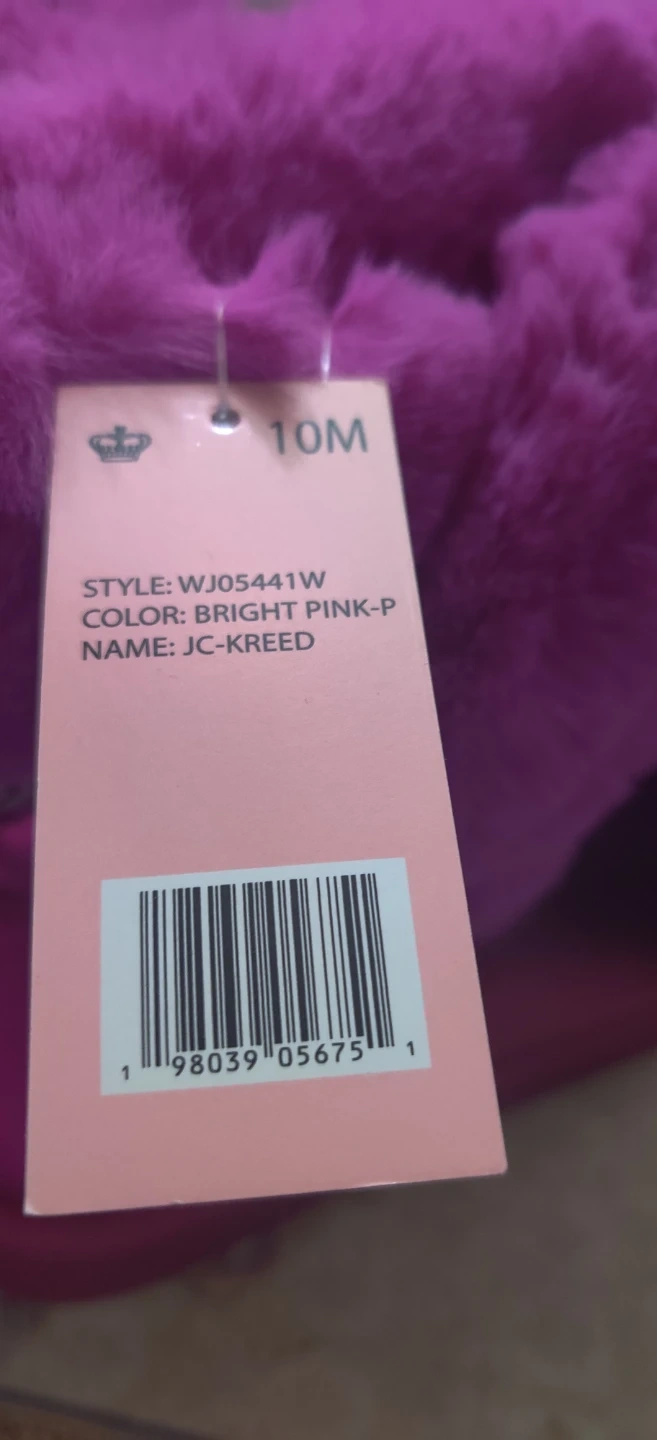 10M
STYLE: WJ05441W
COLOR: BRIGHT PINK-P
NAME: JC-KREED
1 98039 05675 1